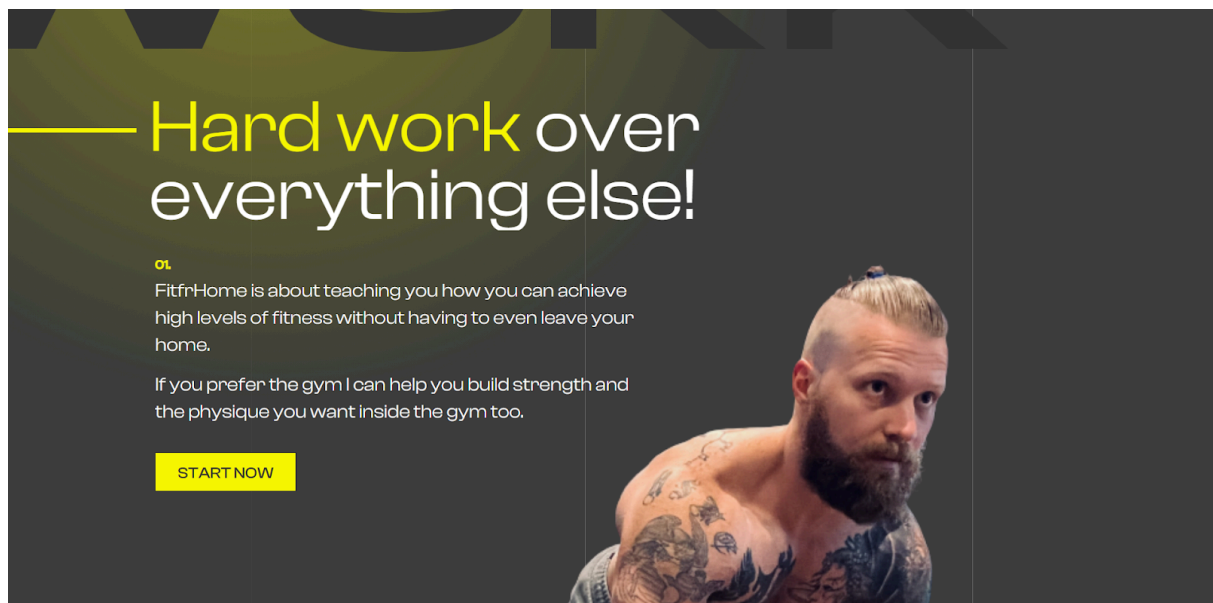 WORK
Hard work over
everything else!
01.
FitfrHome is about teaching you how you can achieve
high levels of fitness without having to even leave your
home.
If you prefer the gym I can help you build strength and
the physique you want inside the gym too.
START NOW